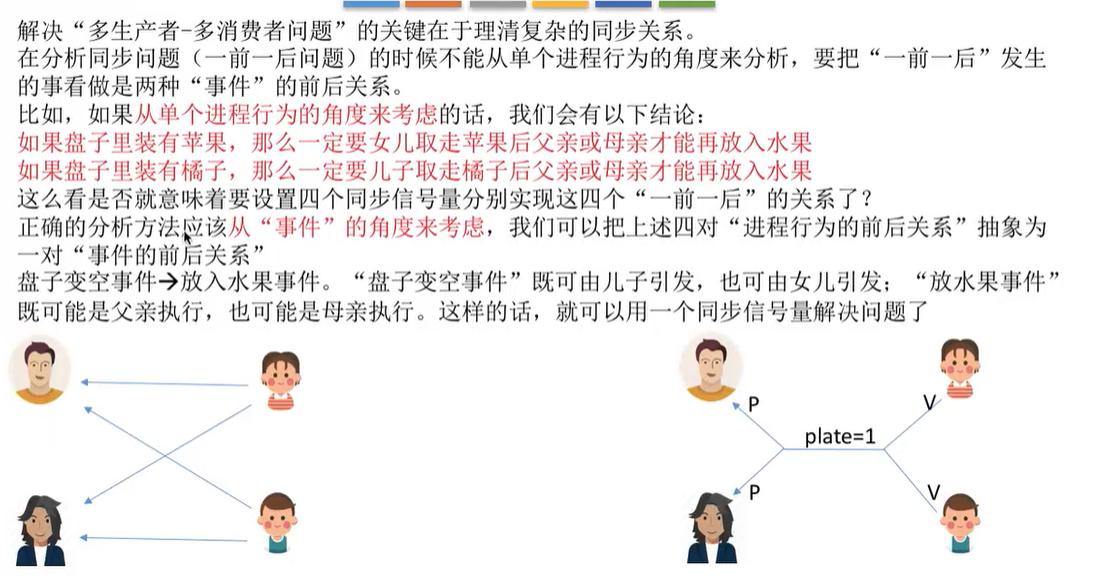 解决“多生产者-多消费者问题”的关键在于理清复杂的同步关系。
在分析同步问题（一前一后问题）的时候不能从单个进程行为的角度来分析，要把“一前一后”发生
的事看做是两种“事件”的前后关系。
比如，如果从单个进程行为的角度来考虑的话，我们会有以下结论：
如果盘子里装有苹果，那么一定要女儿取走苹果后父亲或母亲才能再放入水果
如果盘子里装有橘子，那么一定要儿子取走橘子后父亲或母亲才能再放入水果
这么看是否就意味着要设置四个同步信号量分别实现这四个“一前一后”的关系了？
正确的分析方法应该从“事件”的角度来考虑，我们可以把上述四对“进程行为的前后关系”抽象为
一对“事件的前后关系”
盘子变空事件→放入水果事件。“盘子变空事件”既可由儿子引发，也可由女儿引发；“放水果事件”
既可能是父亲执行，也可能是母亲执行。这样的话，就可以用一个同步信号量解决问题了
P
V
plate=1
P
V